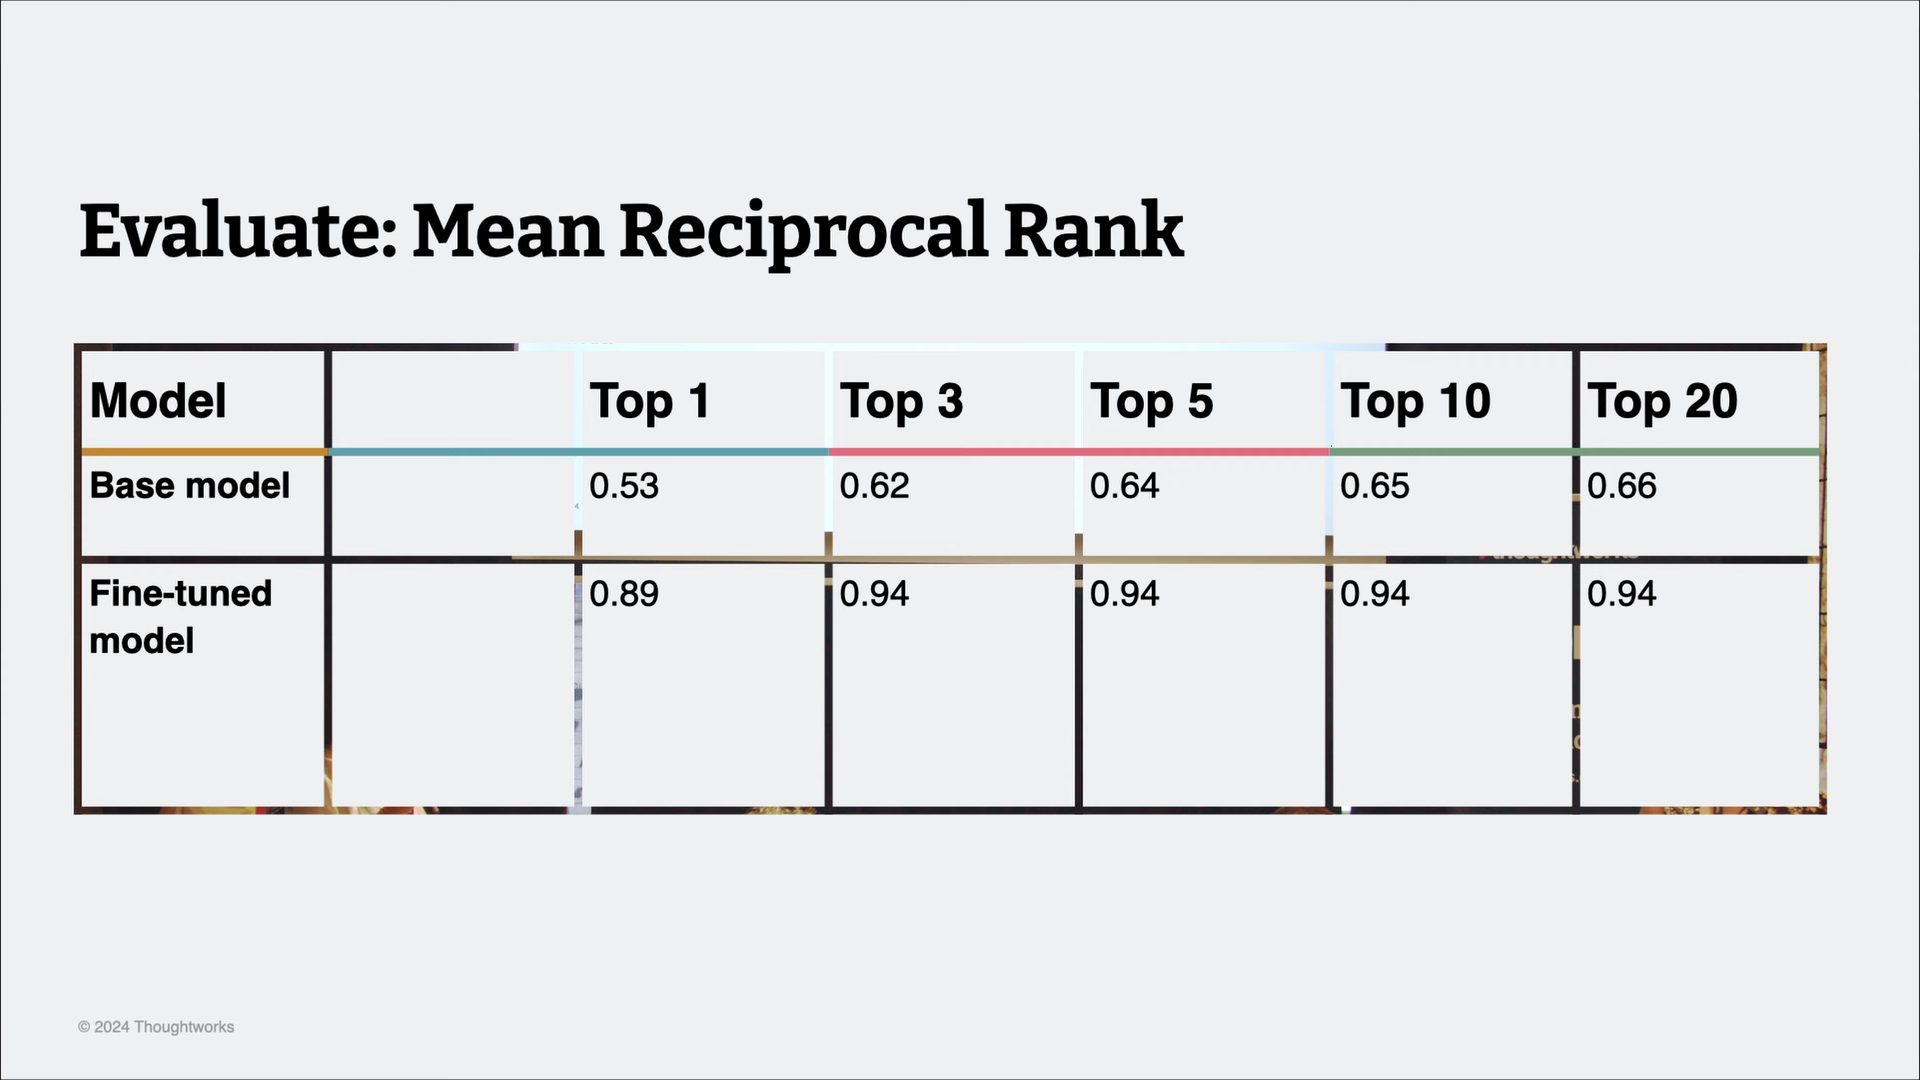 Evaluate: Mean Reciprocal Rank
Model Top 1 Top 3 Top 5 Top 10 Top 20
Base model 0.53 0.62 0.64 0.65 0.66
Fine-tuned model 0.89 0.94 0.94 0.94 0.94
© 2024 Thoughtworks